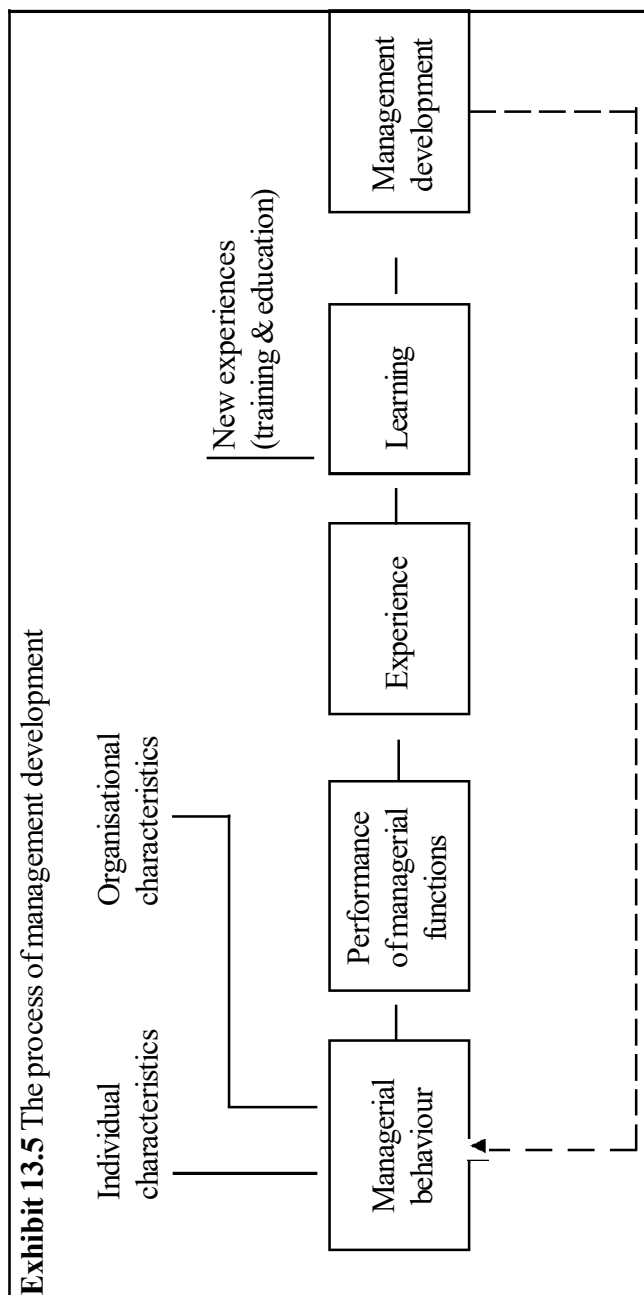 Exhibit 13.5 The process of management development
Individual
characteristics
Organisational
characteristics
New experiences
(training & education)
Managerial
behaviour
Performance
of managerial
functions
Experience
Learning
Management
development